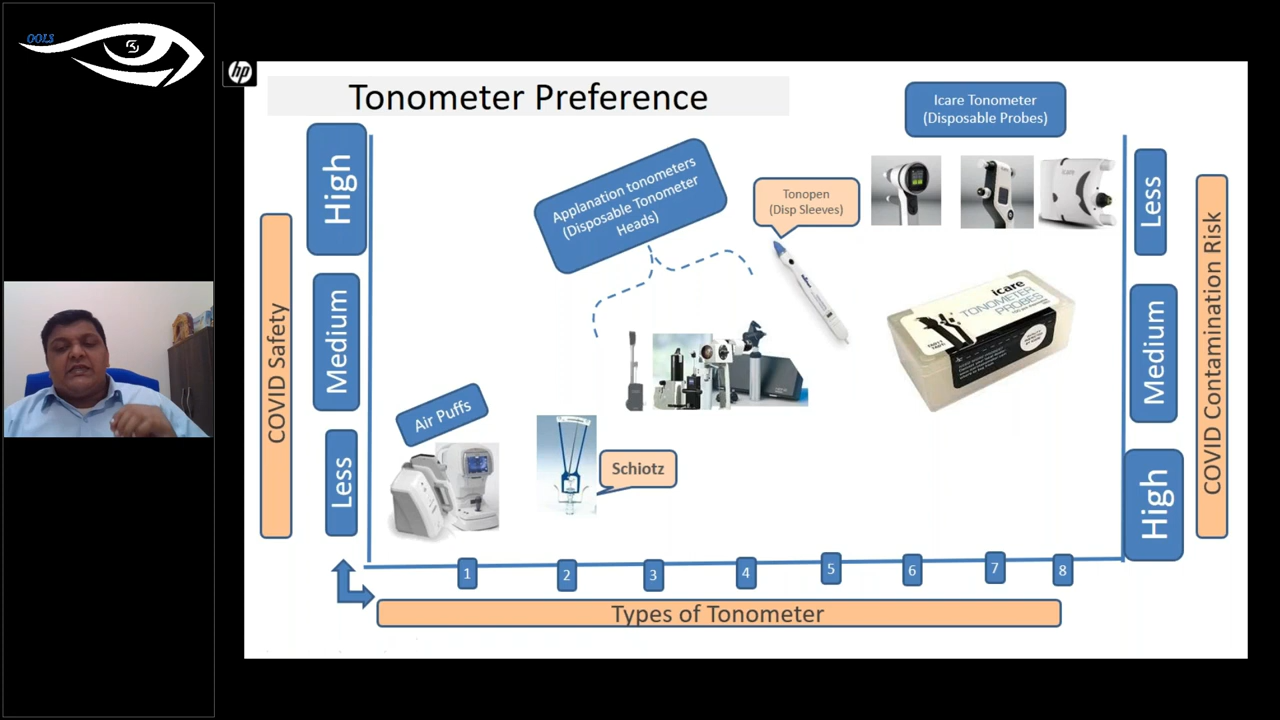 OOLS
hp
Tonometer Preference
Icare Tonometer
(Disposable Probes)
Applanation tonometers
(Disposable Tonometer
Heads)
Tonopen
(Disp Sleeves)
High
Medium
Less
COVID Safety
Less
Medium
High
COVID Contamination Risk
icare
TONOMETER
PROBES
Air Puffs
Schiotz
1
2
3
4
5
6
7
8
Types of Tonometer